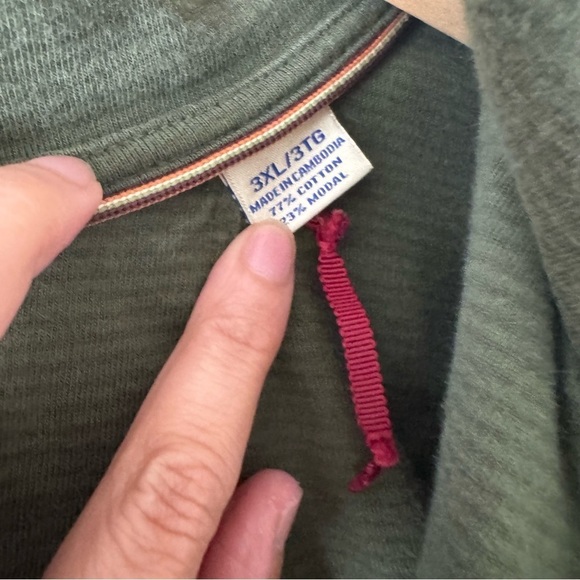 3XL/3TG
MADE IN CAMBODIA
77% COTTON
23% MODAL